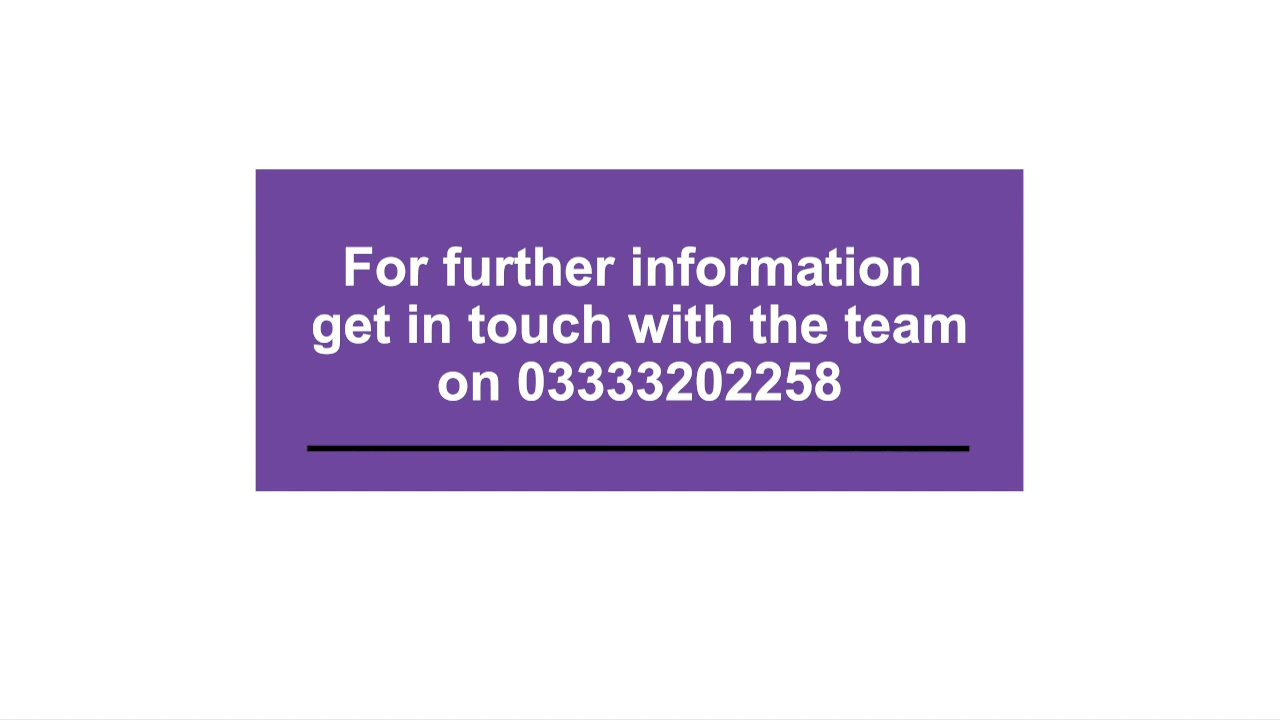 For further information
get in touch with the team
on 03333202258